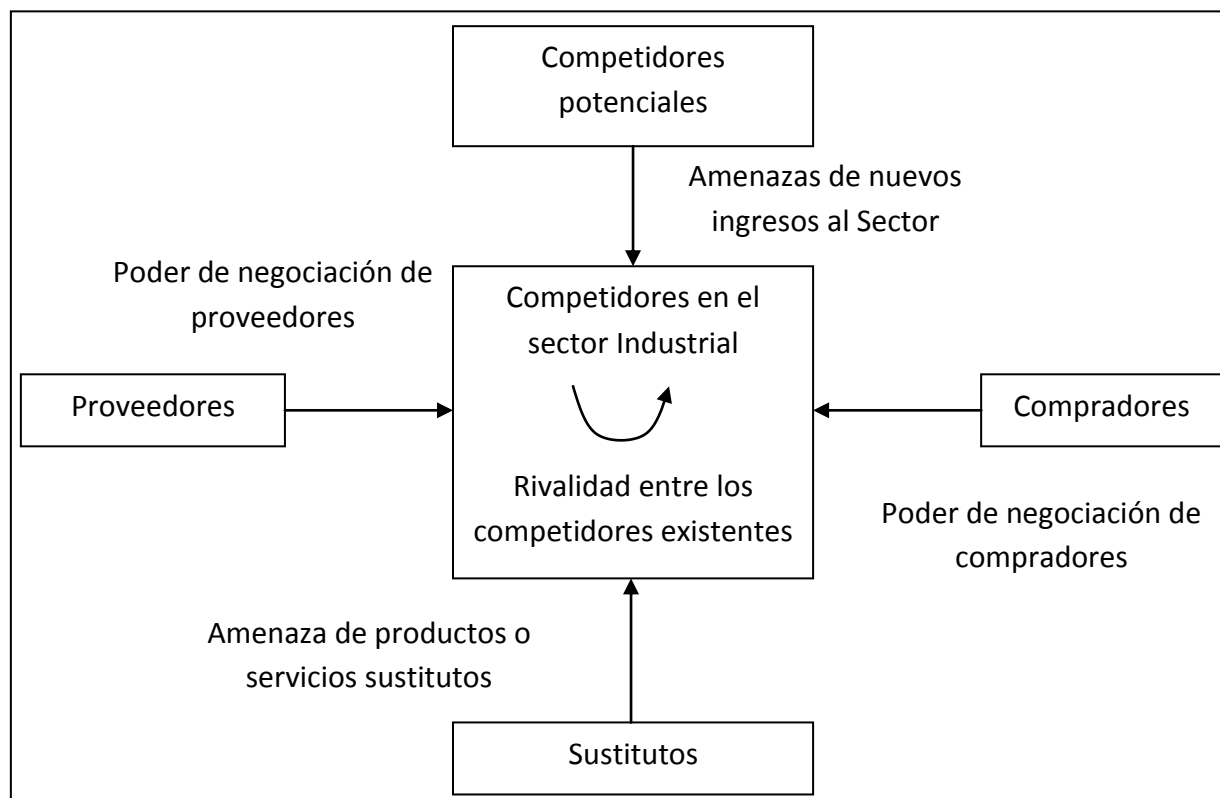 Competidores
potenciales
Amenazas de nuevos
ingresos al Sector
Poder de negociación de
proveedores
Competidores en el
sector Industrial
Proveedores
Compradores
Rivalidad entre los
competidores existentes
Poder de negociación de
compradores
Amenaza de productos o
servicios sustitutos
Sustitutos